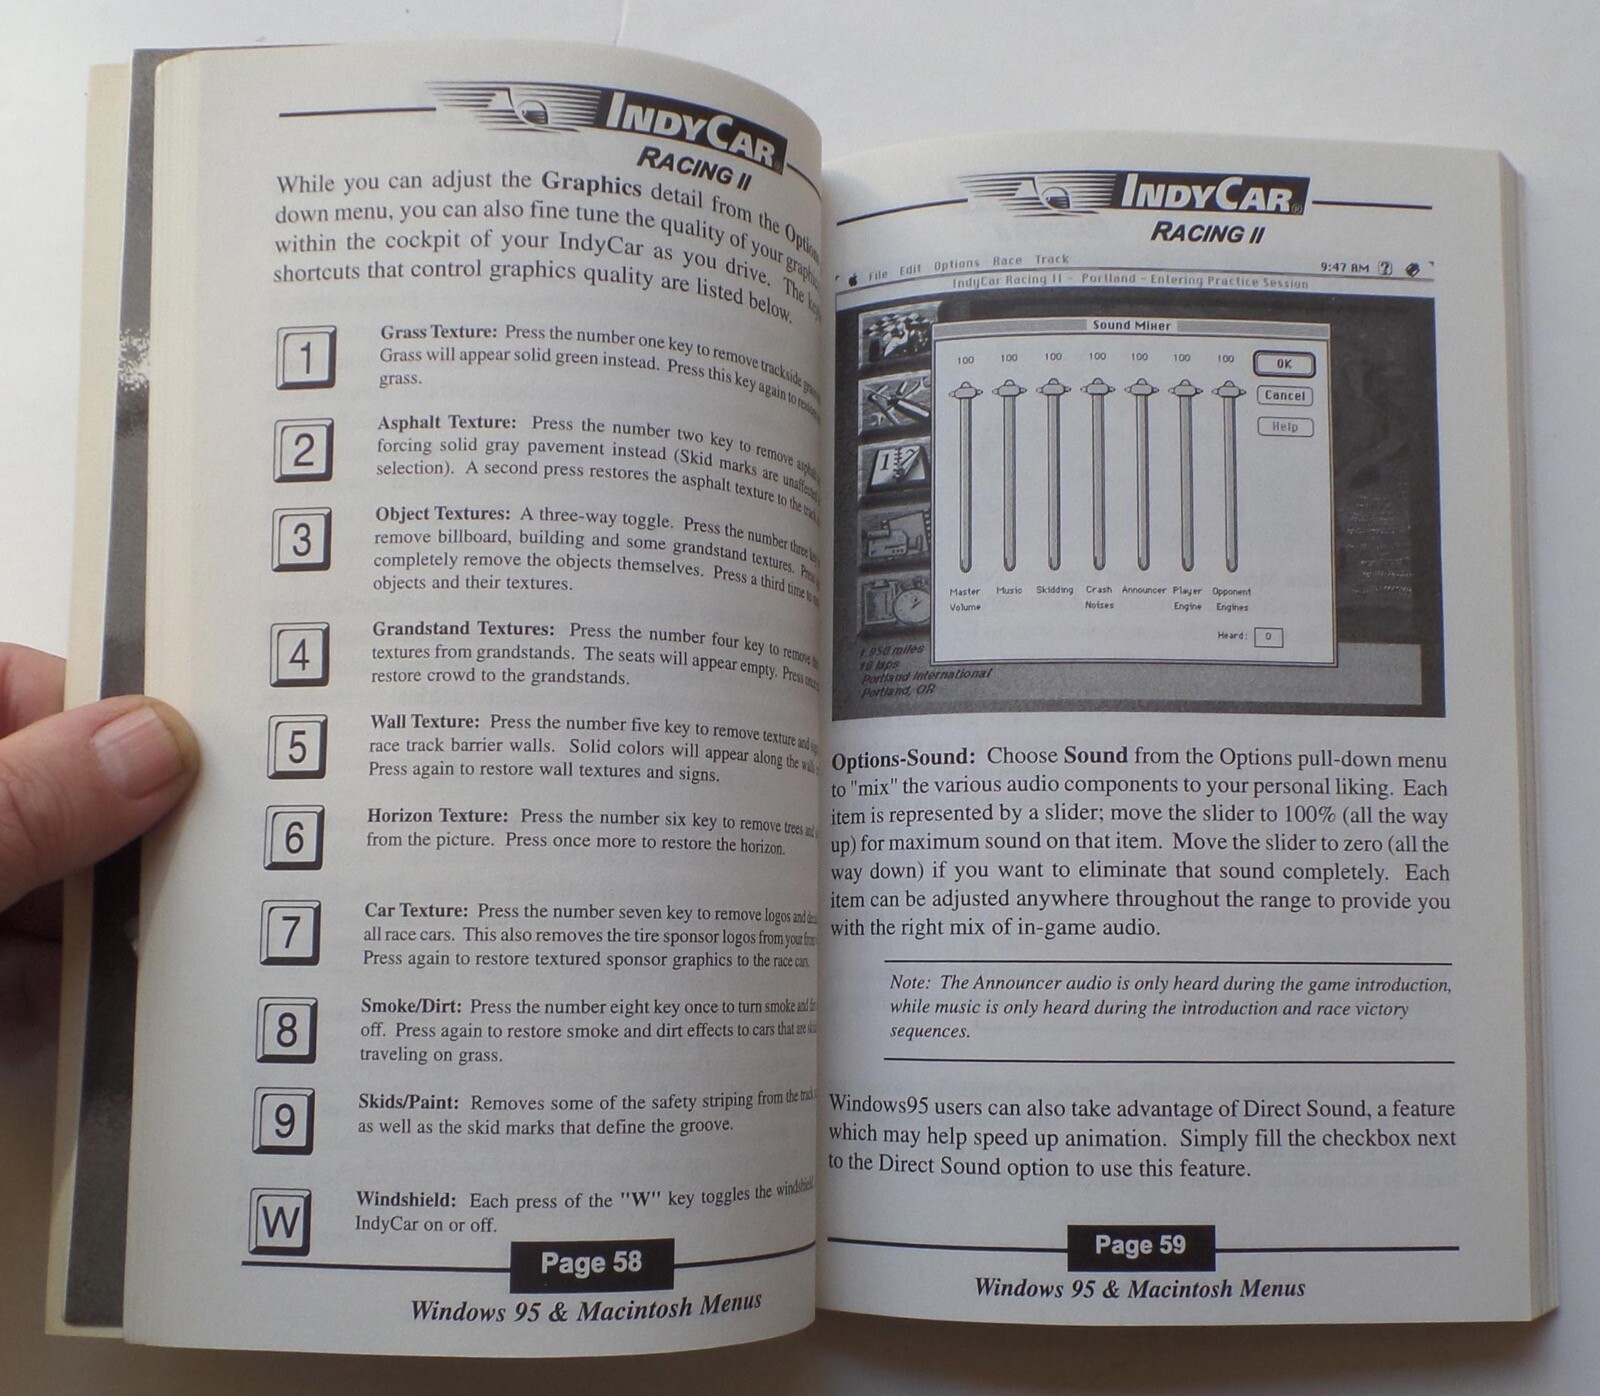 INDYCAR®
RACING II
While you can adjust the Graphics detail from the
down menu, you can also fine tune the quality of your
within the cockpit of your IndyCar as you drive. The
shortcuts that control graphics quality are listed below.
1
Grass Texture: Press the number one key to remove trackside
Grass will appear solid green instead. Press this key again to
grass.
2
Asphalt Texture: Press the number two key to remove
forcing solid gray pavement instead (Skid marks are
selection). A second press restores the asphalt texture to the
3
Object Textures: A three-way toggle. Press the number three
remove billboard, building and some grandstand textures.
completely remove the objects themselves. Press a third time to
objects and their textures.
4
Grandstand Textures: Press the number four key to remove
textures from grandstands. The seats will appear empty. Press
restore crowd to the grandstands.
5
Wall Texture: Press the number five key to remove texture and
race track barrier walls. Solid colors will appear along the
Press again to restore wall textures and signs.
6
Horizon Texture: Press the number six key to remove trees and
from the picture. Press once more to restore the horizon.
7
Car Texture: Press the number seven key to remove logos and
all race cars. This also removes the tire sponsor logos from your
Press again to restore textured sponsor graphics to the race cars.
8
Smoke/Dirt: Press the number eight key once to turn smoke and
off. Press again to restore smoke and dirt effects to cars that are
traveling on grass.
9
Skids/Paint: Removes some of the safety striping from the
as well as the skid marks that define the groove.
W
Windshield: Each press of the "W" key toggles the
IndyCar on or off.
Page 58
Windows 95 & Macintosh Menus
INDYCAR®
RACING II
File Edit Options Race Track 9:47 AM
IndyCar Racing II - Portland - Entering Practice Session
Sound Mixer
100 100 100 100 100 100 100
OK
Cancel
Help
Master Volume
Music
Skidding
Crash Noizes
Announcer
Player Engine
Opponent Engines
Heard: 0
1.950 miles
10 laps
Portland International
Portland, OR
Options-Sound: Choose Sound from the Options pull-down menu
to "mix" the various audio components to your personal liking. Each
item is represented by a slider; move the slider to 100% (all the way
up) for maximum sound on that item. Move the slider to zero (all the
way down) if you want to eliminate that sound completely. Each
item can be adjusted anywhere throughout the range to provide you
with the right mix of in-game audio.
Note: The Announcer audio is only heard during the game introduction,
while music is only heard during the introduction and race victory
sequences.
Windows95 users can also take advantage of Direct Sound, a feature
which may help speed up animation. Simply fill the checkbox next
to the Direct Sound option to use this feature.
Page 59
Windows 95 & Macintosh Menus